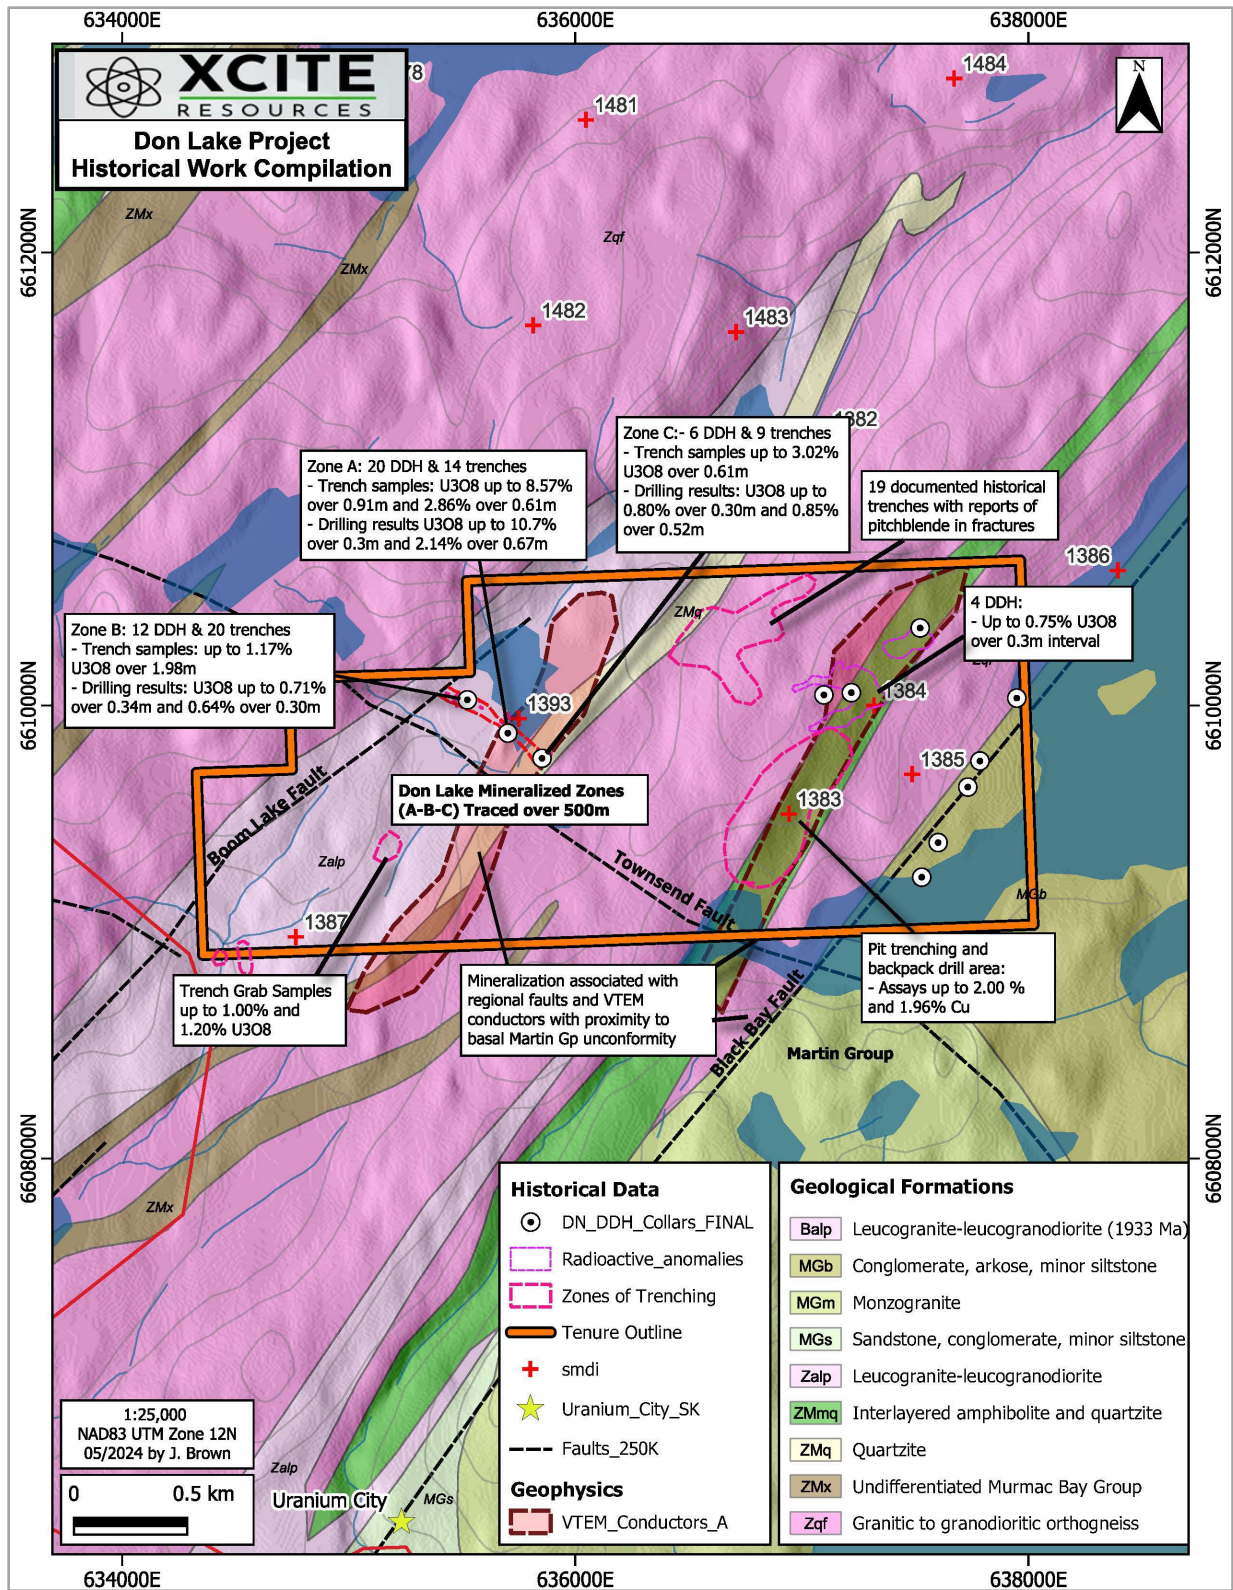 634000E
636000E
638000E
XCITE
RESOURCES
Don Lake Project
Historical Work Compilation
78
1481
1484
N
ZMx
ZMx
Zqf
6612000N
6612000N
1482
1483
1382
Zone C:- 6 DDH & 9 trenches
- Trench samples up to 3.02%
U3O8 over 0.61m
- Drilling results: U3O8 up to
0.80% over 0.30m and 0.85%
over 0.52m
Zone A: 20 DDH & 14 trenches
- Trench samples: U3O8 up to 8.57%
over 0.91m and 2.86% over 0.61m
- Drilling results U3O8 up to 10.7%
over 0.3m and 2.14% over 0.67m
19 documented historical
trenches with reports of
pitchblende in fractures
1386
4 DDH:
- Up to 0.75% U3O8
over 0.3m interval
Zqf
ZMq
Zone B: 12 DDH & 20 trenches
- Trench samples: up to 1.17%
U3O8 over 1.98m
- Drilling results: U3O8 up to 0.71%
over 0.34m and 0.64% over 0.30m
6610000N
6610000N
1393
1384
1385
1383
Don Lake Mineralized Zones
(A-B-C) Traced over 500m
Boom Lake Fault
Zalp
Townsend Fault
MGb
1387
Trench Grab Samples
up to 1.00% and
1.20% U3O8
Mineralization associated with
regional faults and VTEM
conductors with proximity to
basal Martin Gp unconformity
Pit trenching and
backpack drill area:
- Assays up to 2.00 %
and 1.96% Cu
Black Bay Fault
Martin Group
6608000N
6608000N
ZMx
Historical Data
DN_DDH_Collars_FINAL
Radioactive_anomalies
Zones of Trenching
Tenure Outline
smdi
Uranium_City_SK
Faults_250K
Geophysics
VTEM_Conductors_A
Geological Formations
Balp Leucogranite-leucogranodiorite (1933 Ma)
MGb Conglomerate, arkose, minor siltstone
MGm Monzogranite
MGs Sandstone, conglomerate, minor siltstone
Zalp Leucogranite-leucogranodiorite
ZMmq Interlayered amphibolite and quartzite
ZMq Quartzite
ZMx Undifferentiated Murmac Bay Group
Zqf Granitic to granodioritic orthogneiss
1:25,000
NAD83 UTM Zone 12N
05/2024 by J. Brown
0 0.5 km
Zalp
Uranium City
MGs
634000E
636000E
638000E